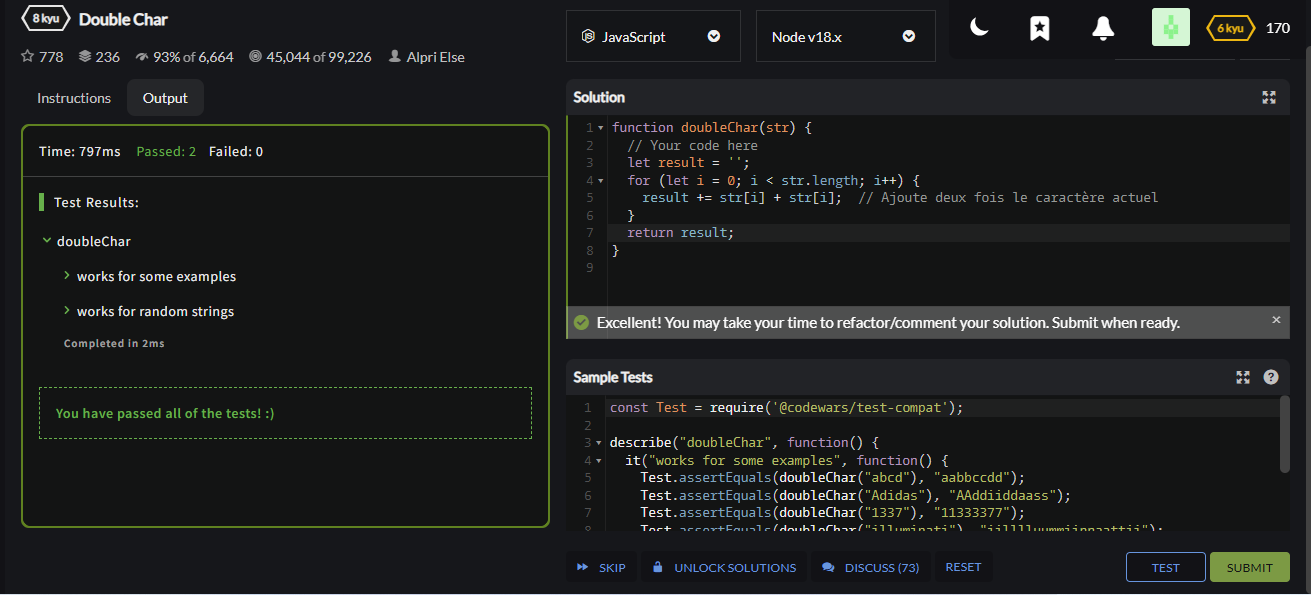 8 kyu Double Char
778 236 93% of 6,664 45,044 of 99,226 Alpri Else
Instructions Output
Time: 797ms Passed: 2 Failed: 0
Test Results:
doubleChar
works for some examples
works for random strings
Completed in 2ms
You have passed all of the tests! :)
JS JavaScript
Node v18.x
6 kyu 170
Solution
1 function doubleChar(str) {
2 // Your code here
3 let result = '';
4 for (let i = 0; i < str.length; i++) {
5 result += str[i] + str[i]; // Ajoute deux fois le caractère actuel
6 }
7 return result;
8 }
9
Excellent! You may take your time to refactor/comment your solution. Submit when ready.
Sample Tests
1 const Test = require('@codewars/test-compat');
2
3 describe("doubleChar", function() {
4 it("works for some examples", function() {
5 Test.assertEquals(doubleChar("abcd"), "aabbccdd");
6 Test.assertEquals(doubleChar("Adidas"), "AAddiiddaass");
7 Test.assertEquals(doubleChar("1337"), "11333377");
8 Test.assertEquals(doubleChar("illuminati"), "iilllluummiinnaattii");
SKIP UNLOCK SOLUTIONS DISCUSS (73) RESET TEST SUBMIT